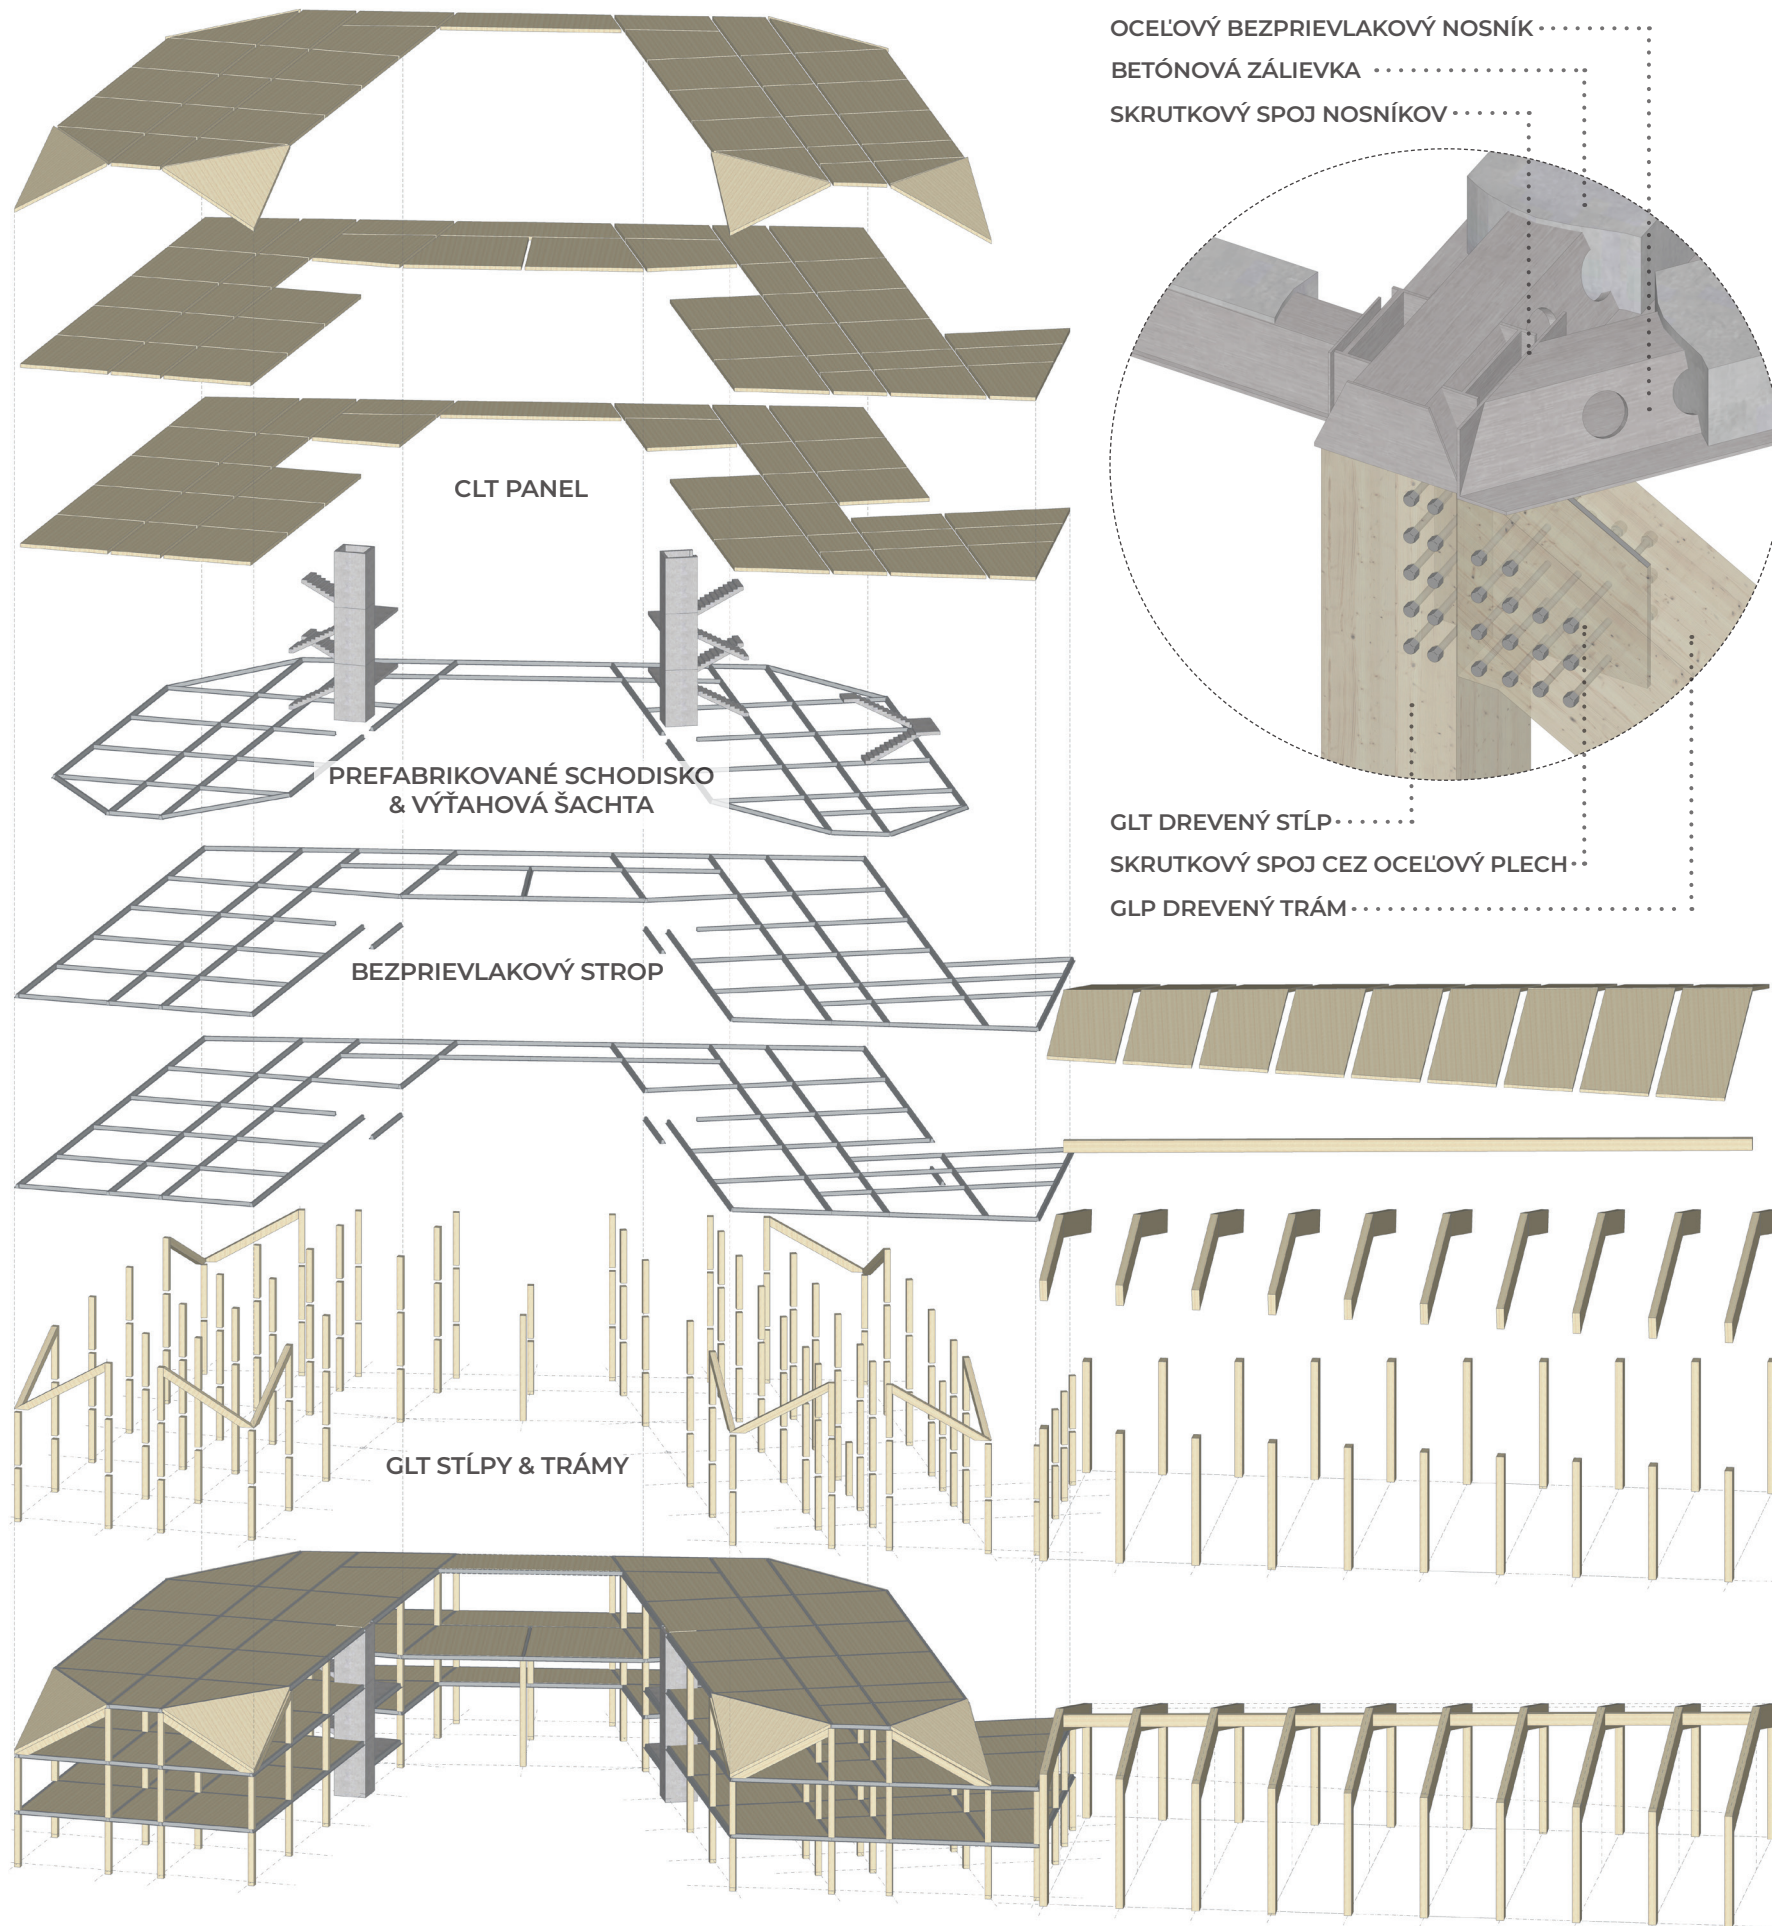 OCEĽOVÝ BEZPRIEVLAKOVÝ NOSNÍK
BETÓNOVÁ ZÁLIEVKA
SKRUTKOVÝ SPOJ NOSNÍKOV
CLT PANEL
PREFABRIKOVANÉ SCHODISKO
& VÝŤAHOVÁ ŠACHTA
GLT DREVENÝ STĹP
SKRUTKOVÝ SPOJ CEZ OCEĽOVÝ PLECH
GLP DREVENÝ TRÁM
BEZPRIEVLAKOVÝ STROP
GLT STĹPY & TRÁMY